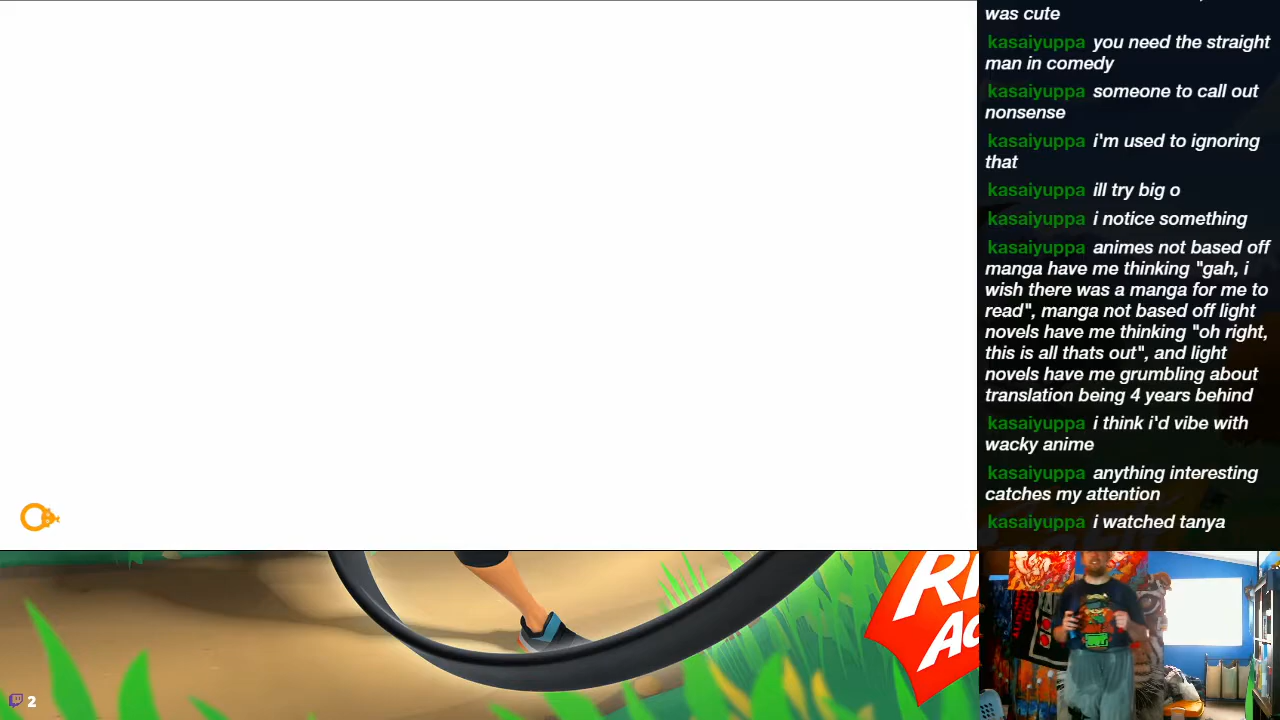 was cute
kasaiyuppa you need the straight
man in comedy
kasaiyuppa someone to call out
nonsense
kasaiyuppa i'm used to ignoring
that
kasaiyuppa ill try big o
kasaiyuppa i notice something
kasaiyuppa animes not based off
manga have me thinking "gah, i
wish there was a manga for me to
read", manga not based off light
novels have me thinking "oh right,
this is all thats out", and light
novels have me grumbling about
translation being 4 years behind
kasaiyuppa i think i'd vibe with
wacky anime
kasaiyuppa anything interesting
catches my attention
kasaiyuppa i watched tanya
2